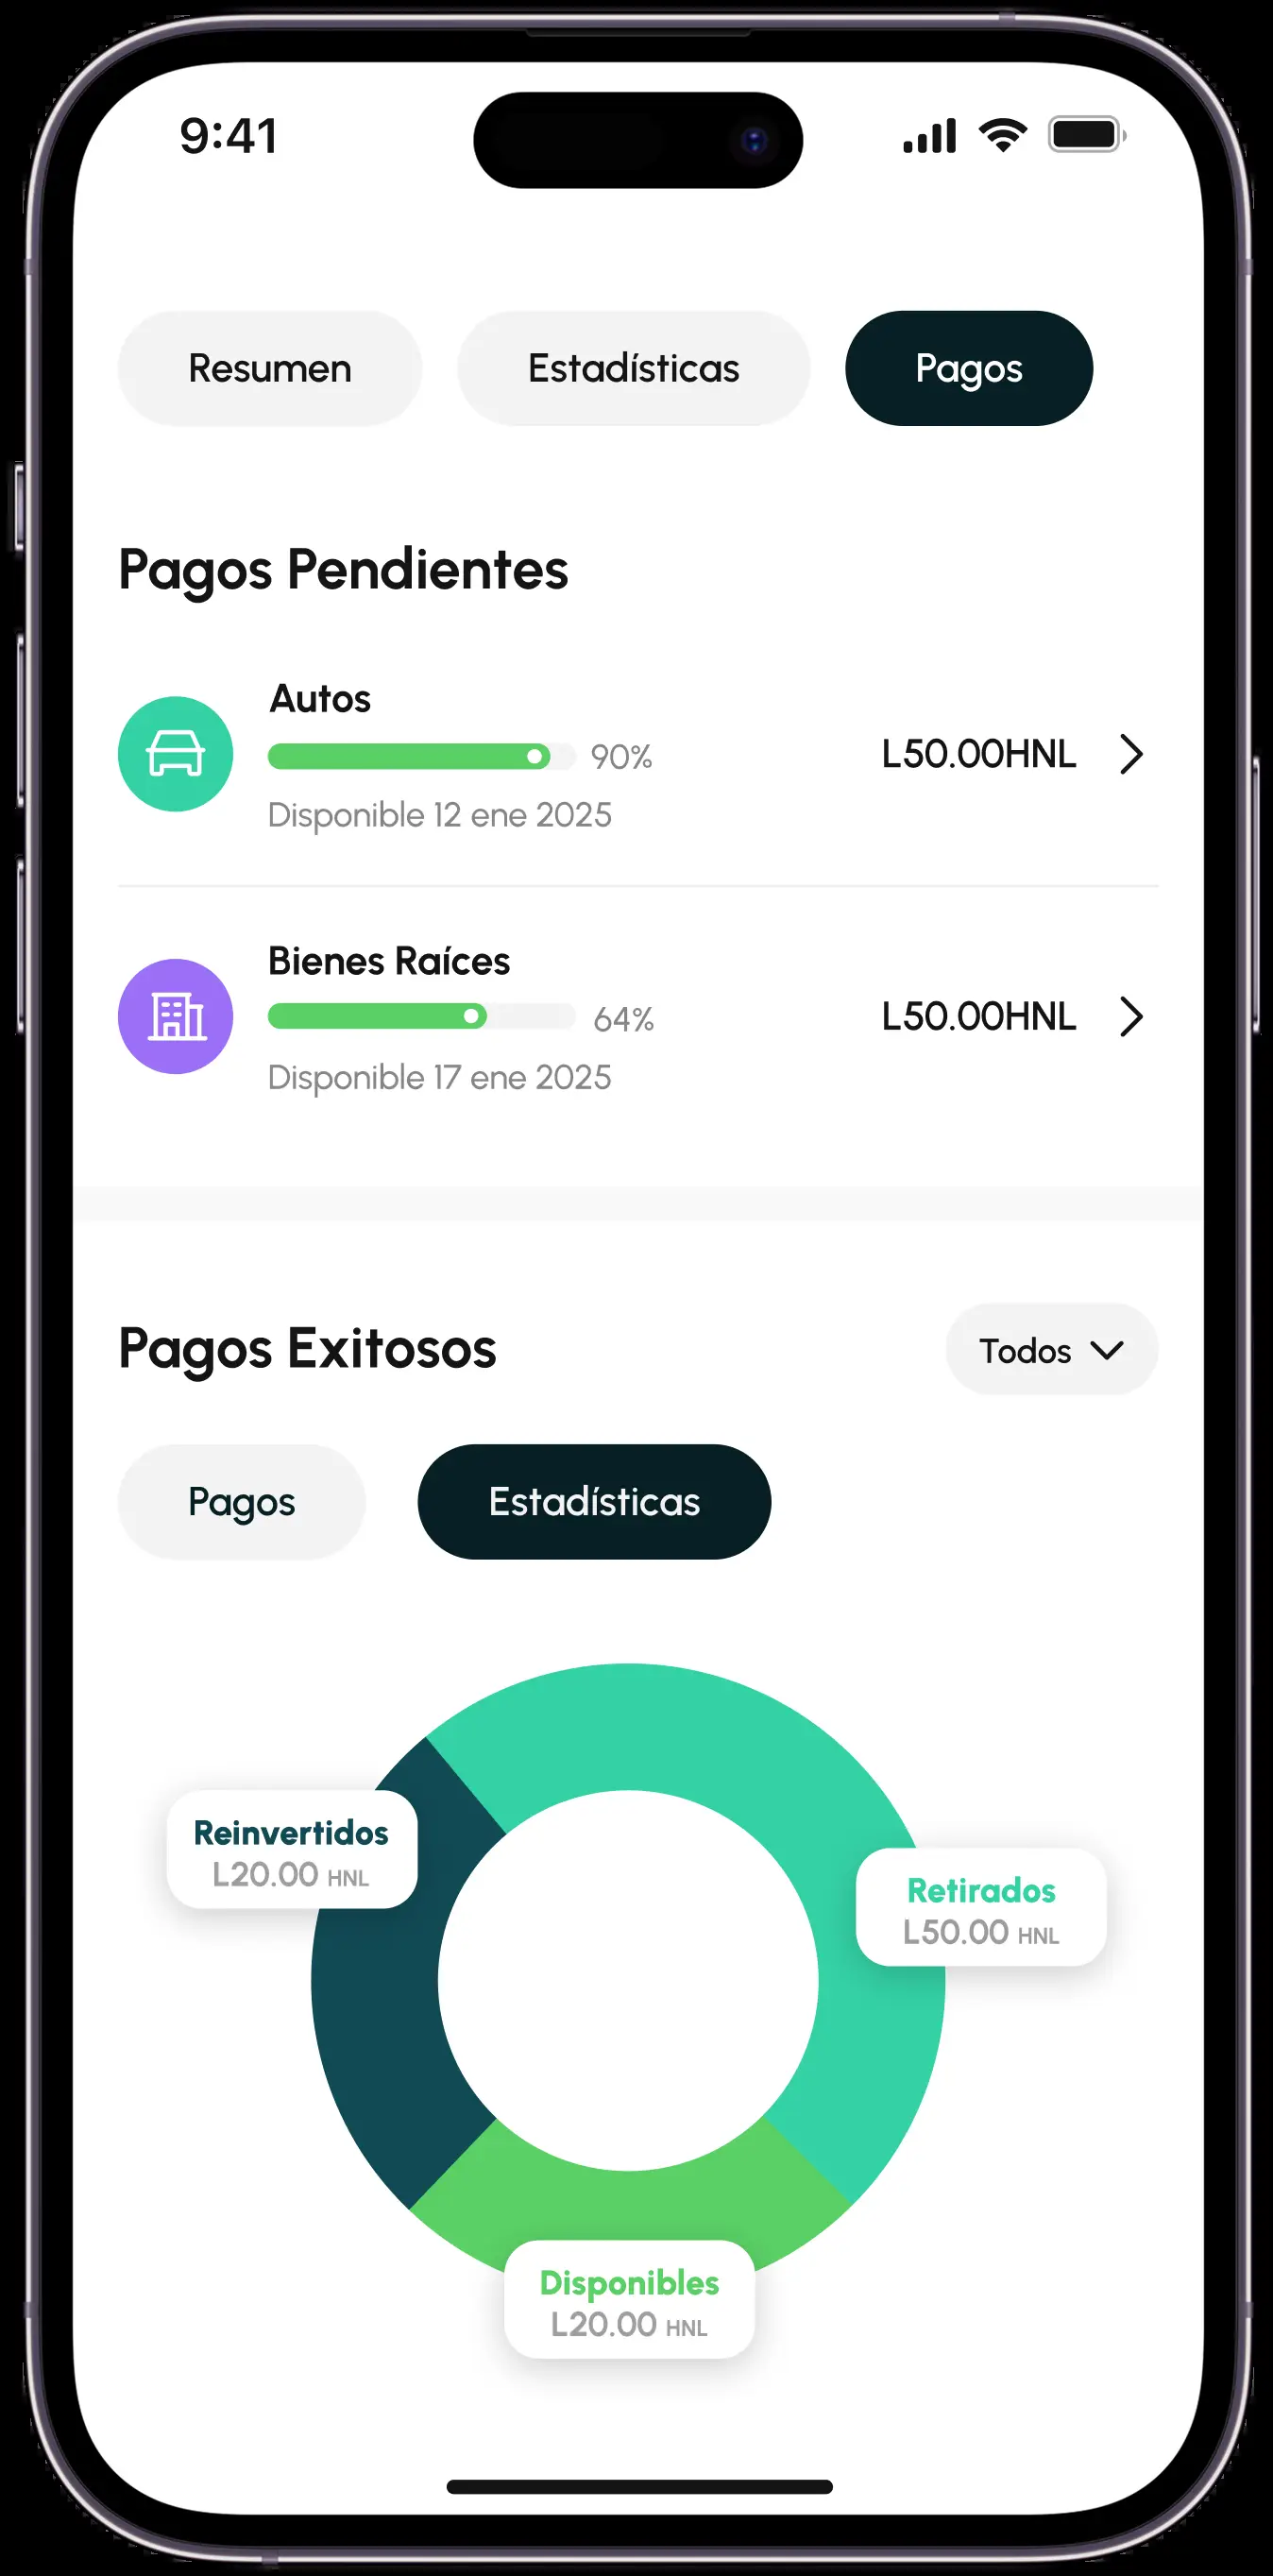 9:41
Resumen
Estadísticas
Pagos
Pagos Pendientes
Autos
90%
Disponible 12 ene 2025
L50.00HNL
Bienes Raíces
64%
Disponible 17 ene 2025
L50.00HNL
Pagos Exitosos
Todos
Pagos
Estadísticas
Reinvertidos
L20.00 HNL
Retirados
L50.00 HNL
Disponibles
L20.00 HNL